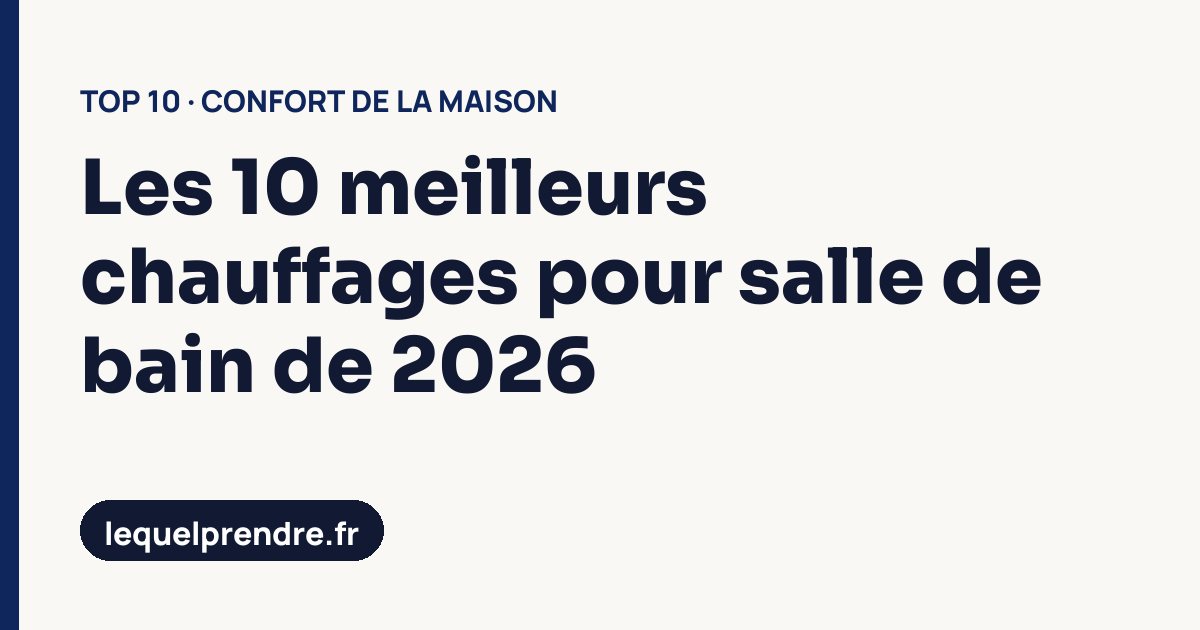 TOP 10 · CONFORT DE LA MAISON
Les 10 meilleurs
chauffages pour salle de
bain de 2026
lequelprendre.fr